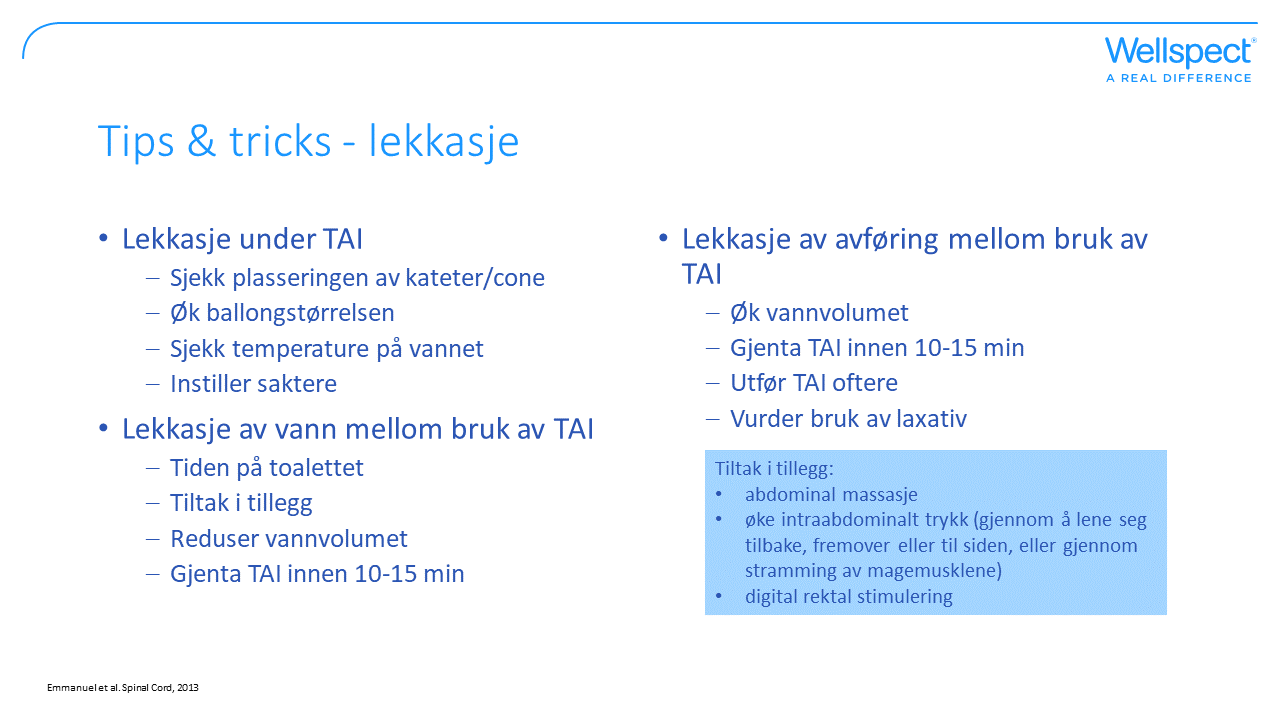 Wellspect®
A REAL DIFFERENCE
Tips & tricks - lekkasje
• Lekkasje under TAI
– Sjekk plasseringen av kateter/cone
– Øk ballongstørrelsen
– Sjekk temperature på vannet
– Instiller saktere
• Lekkasje av vann mellom bruk av TAI
– Tiden på toalettet
– Tiltak i tillegg
– Reduser vannvolumet
– Gjenta TAI innen 10-15 min
• Lekkasje av avføring mellom bruk av
TAI
– Øk vannvolumet
– Gjenta TAI innen 10-15 min
– Utfør TAI oftere
– Vurder bruk av laxativ
Tiltak i tillegg:
• abdominal massasje
• øke intraabdominalt trykk (gjennom å lene seg
tilbake, fremover eller til siden, eller gjennom
stramming av magemusklene)
• digital rektal stimulering
Emmanuel et al. Spinal Cord, 2013